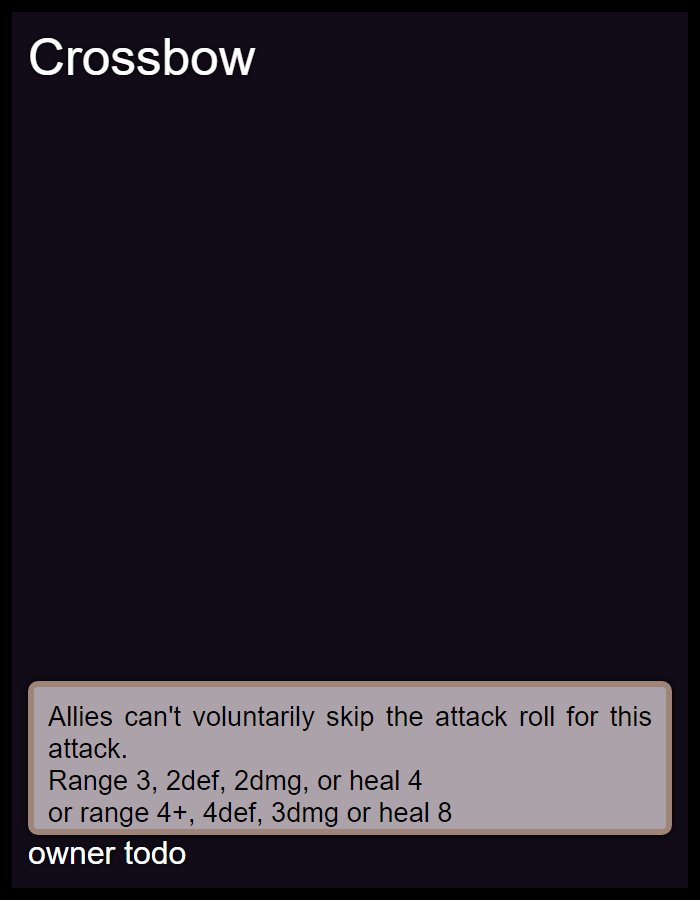 Crossbow
Allies can't voluntarily skip the attack roll for this
attack.
Range 3, 2def, 2dmg, or heal 4
or range 4+, 4def, 3dmg or heal 8
owner todo